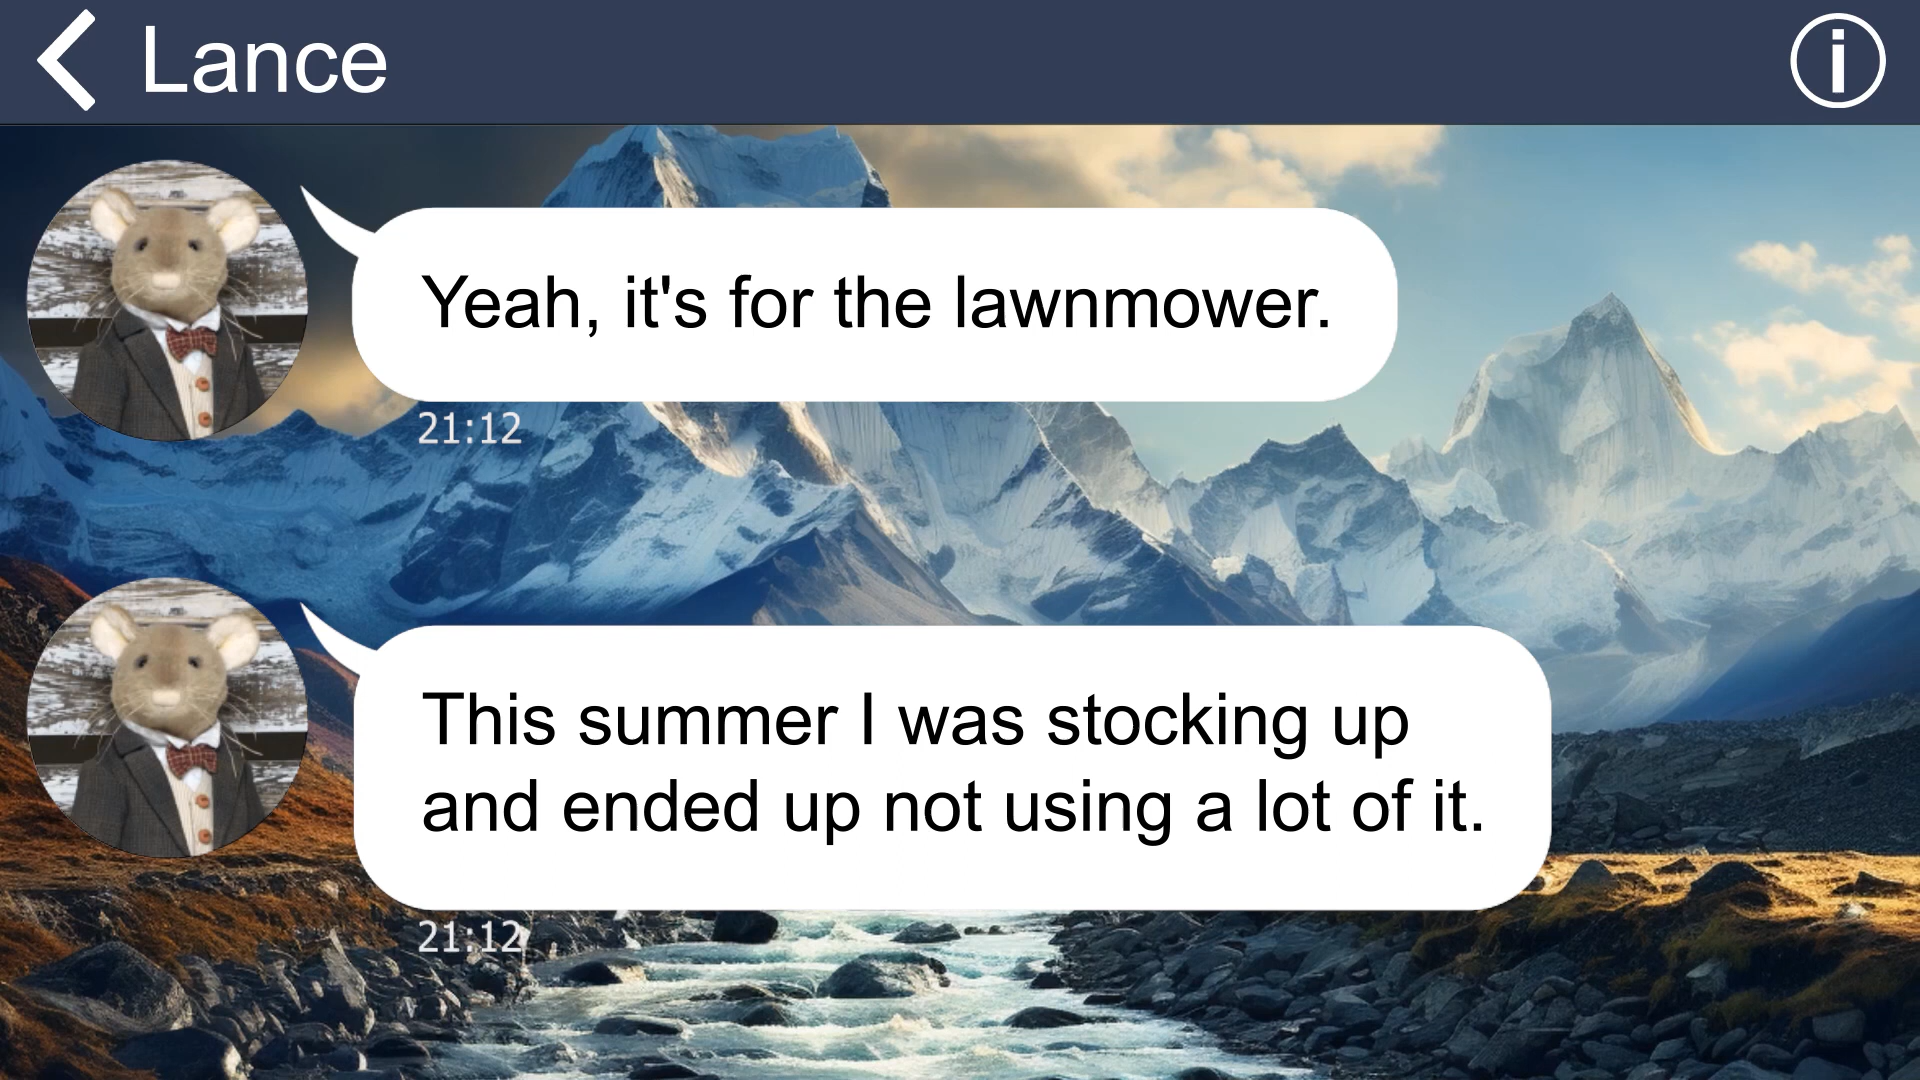 Lance
Yeah, it's for the lawnmower.
21:12
This summer I was stocking up
and ended up not using a lot of it.
21:12